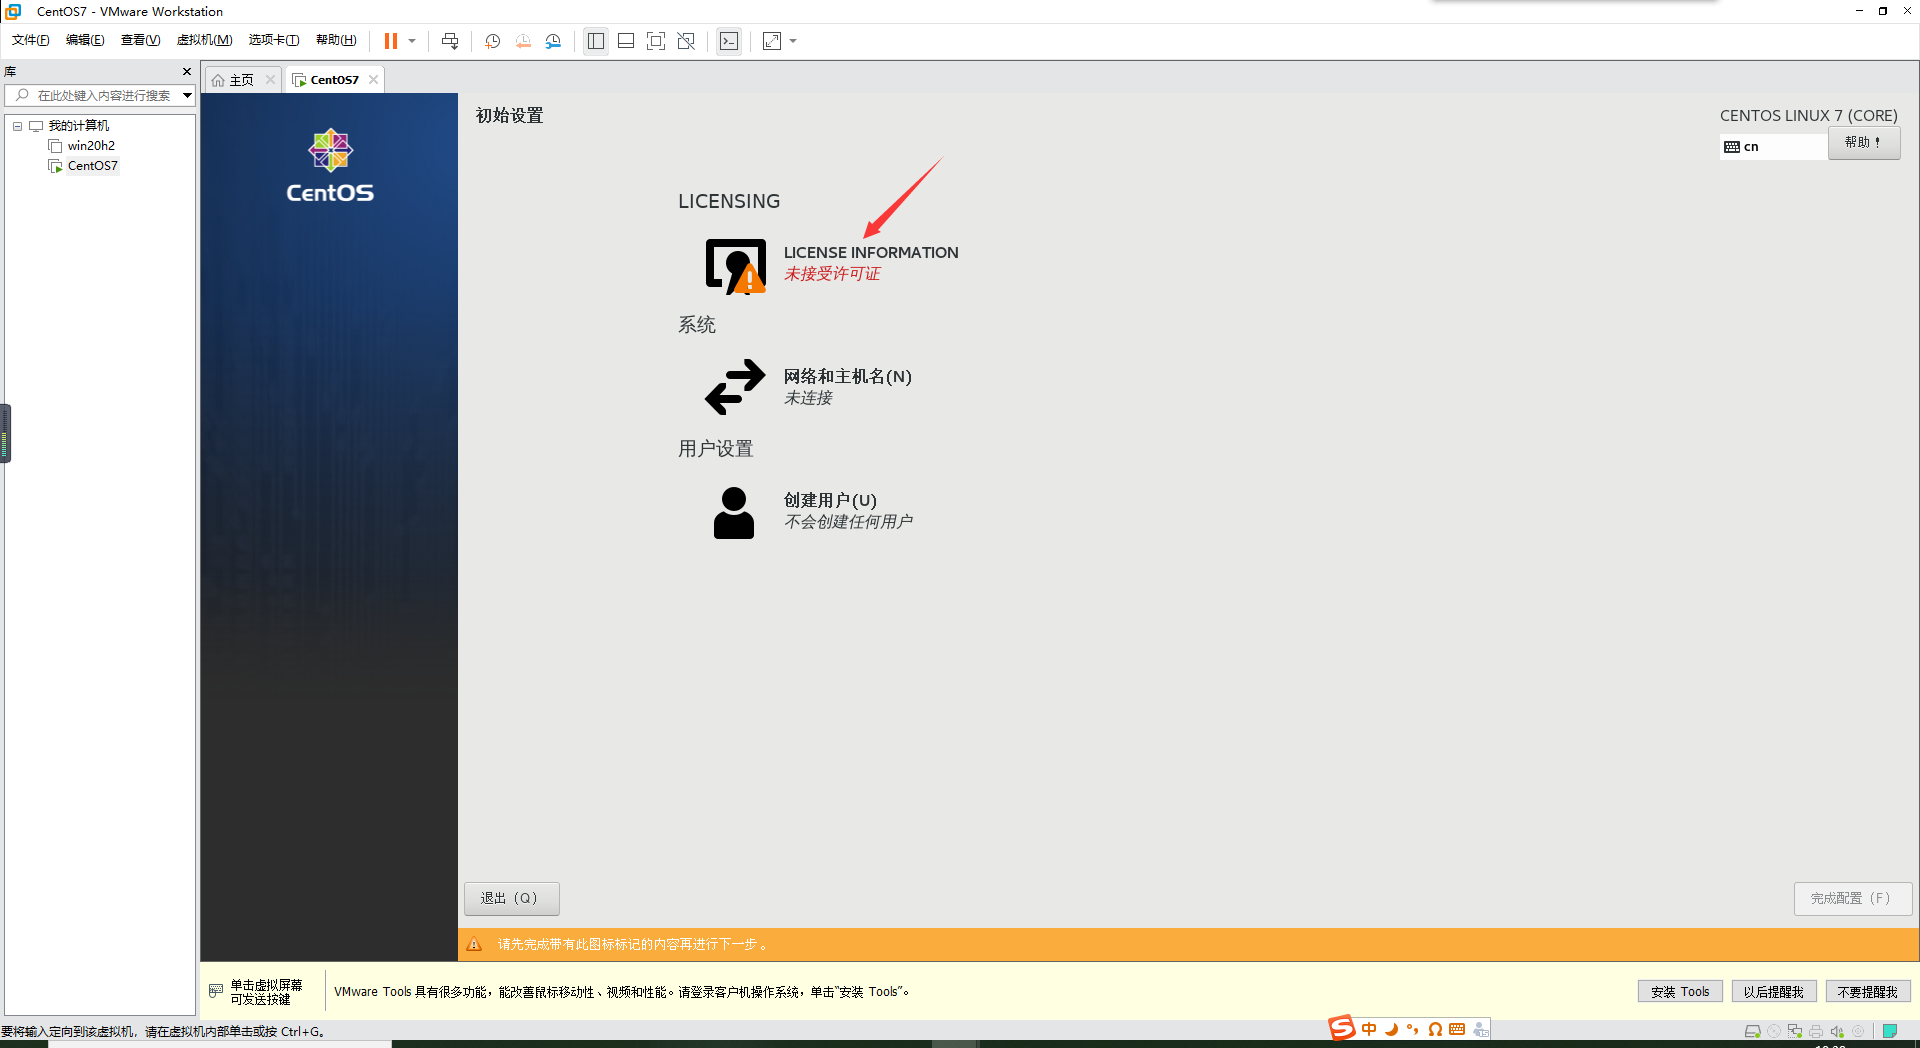 CentOS7 - VMware Workstation
文件(F) 编辑(E) 查看(V) 虚拟机(M) 选项卡(T) 帮助(H)
库
在此处键入内容进行搜索
我的计算机
win20h2
CentOS7
主页
CentOS7
CentOS
初始设置
CENTOS LINUX 7 (CORE)
cn
帮助！
LICENSING
LICENSE INFORMATION
未接受许可证
系统
网络和主机名(N)
未连接
用户设置
创建用户(U)
不会创建任何用户
退出（Q）
完成配置（F）
请先完成带有此图标标记的内容再进行下一步。
单击虚拟屏幕
可发送按键
VMware Tools 具有很多功能，能改善鼠标移动性、视频和性能。请登录客户机操作系统，单击“安装 Tools”。
安装 Tools
以后提醒我
不要提醒我
要将输入定向到该虚拟机，请在虚拟机内部单击或按 Ctrl+G。
中